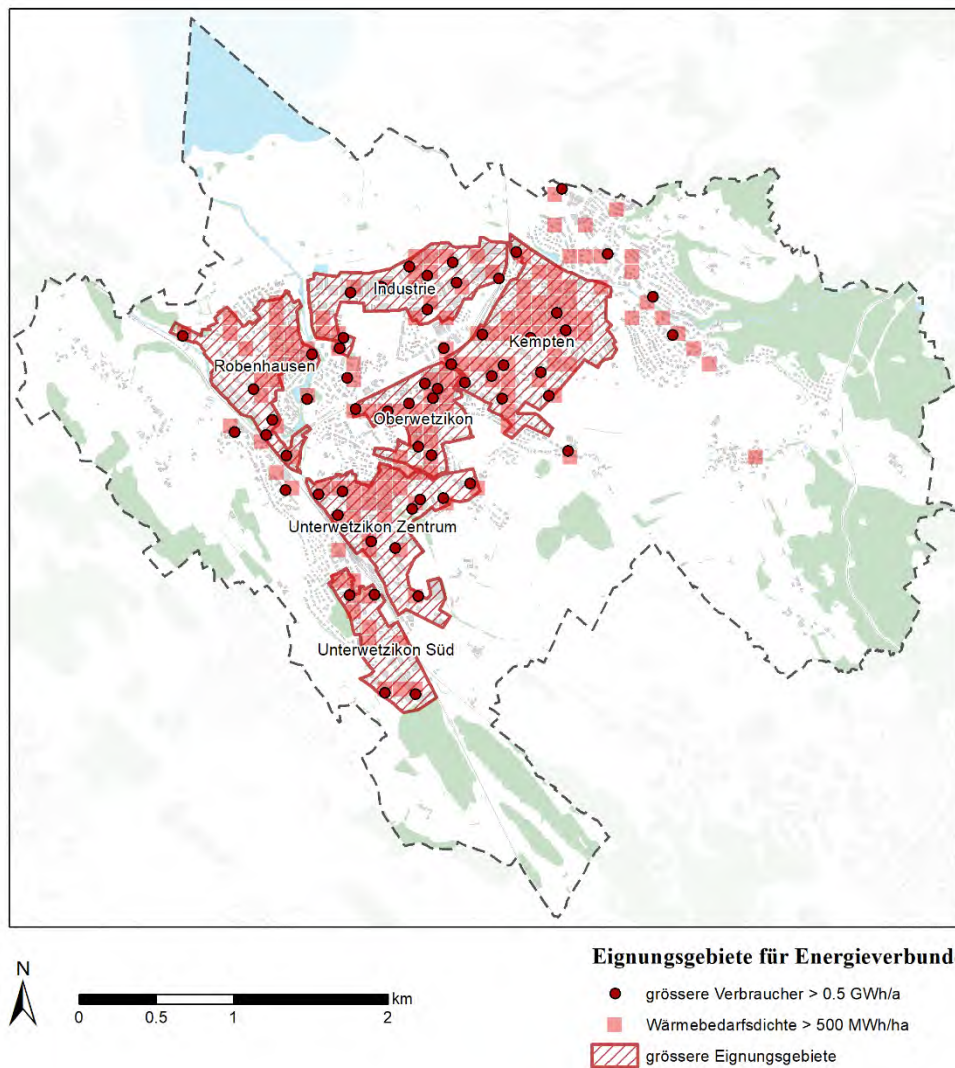 Industrie
Kempten
Robenhausen
Oberwetzikon
Unterwetzikon Zentrum
Unterwetzikon Süd
N
km
0 0.5 1 2
Eignungsgebiete für Energieverbund
grössere Verbraucher > 0.5 GWh/a
Wärmebedarfsdichte > 500 MWh/ha
grössere Eignungsgebiete